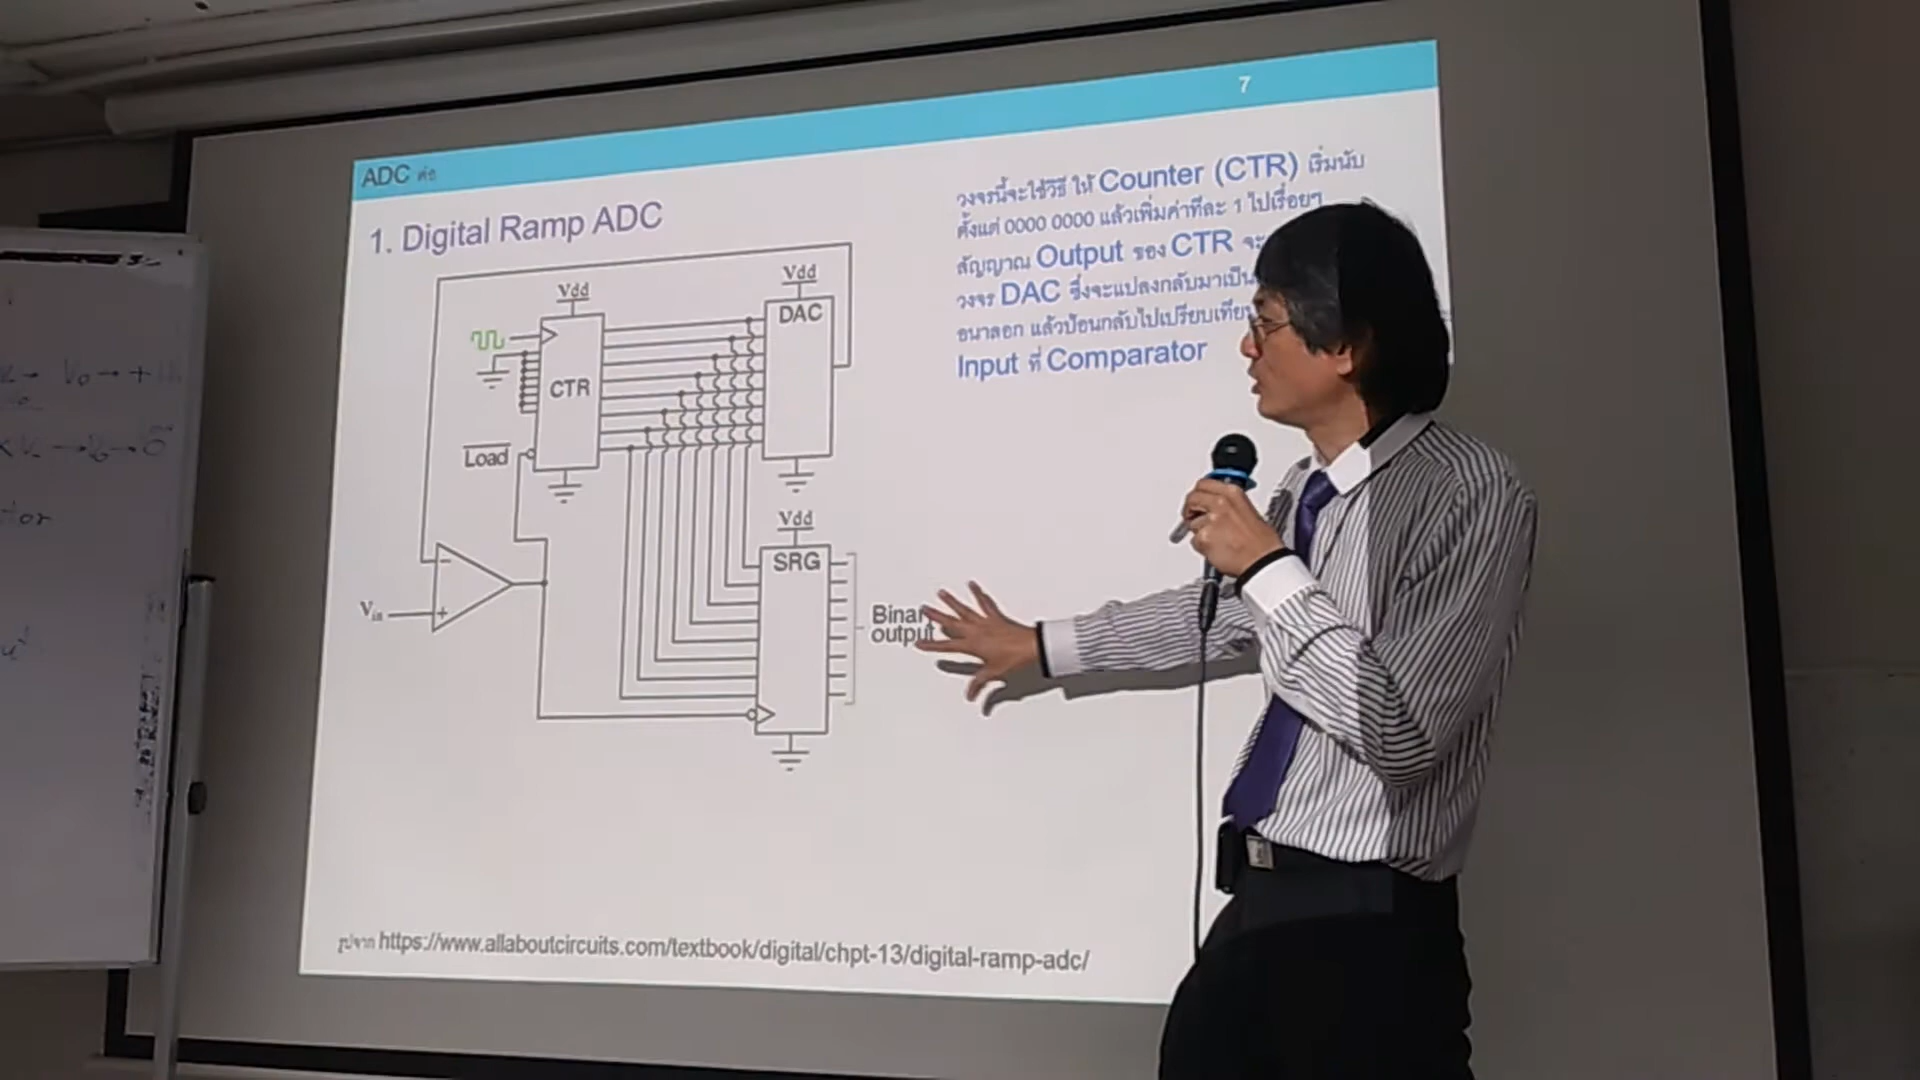 7
ADC ต่อ
1. Digital Ramp ADC
วงจรนี้จะใช้วิธี ให้ Counter (CTR) เริ่มนับ
ตั้งแต่ 0000 0000 แล้วเพิ่มค่าทีละ 1 ไปเรื่อยๆ
สัญญาณ Output ของ CTR จะ
วงจร DAC ซึ่งจะแปลงกลับมาเป็น
อนาลอก แล้วป้อนกลับไปเปรียบเทียบ
Input ที่ Comparator
Vdd
Vdd
DAC
CTR
Load
Vdd
SRG
Vin
-
+
Binary
output
รูปจาก https://www.allaboutcircuits.com/textbook/digital/chpt-13/digital-ramp-adc/